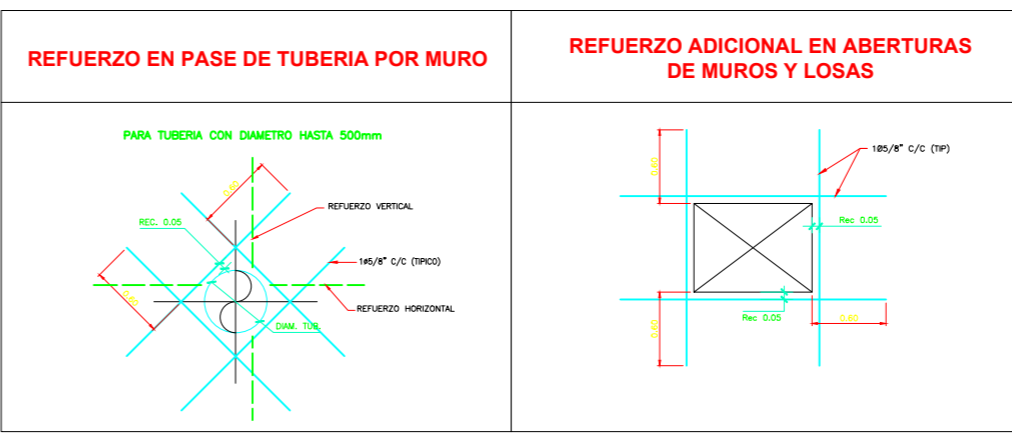 REFUERZO EN PASE DE TUBERIA POR MURO
PARA TUBERIA CON DIAMETRO HASTA 500mm
0.60
REFUERZO VERTICAL
REC. 0.05
1ø5/8" C/C (TIPICO)
0.60
REFUERZO HORIZONTAL
DIAM. TUB.
REFUERZO ADICIONAL EN ABERTURAS
DE MUROS Y LOSAS
1Ø5/8" C/C (TIP)
0.60
Rec 0.05
Rec 0.05
0.60
0.60